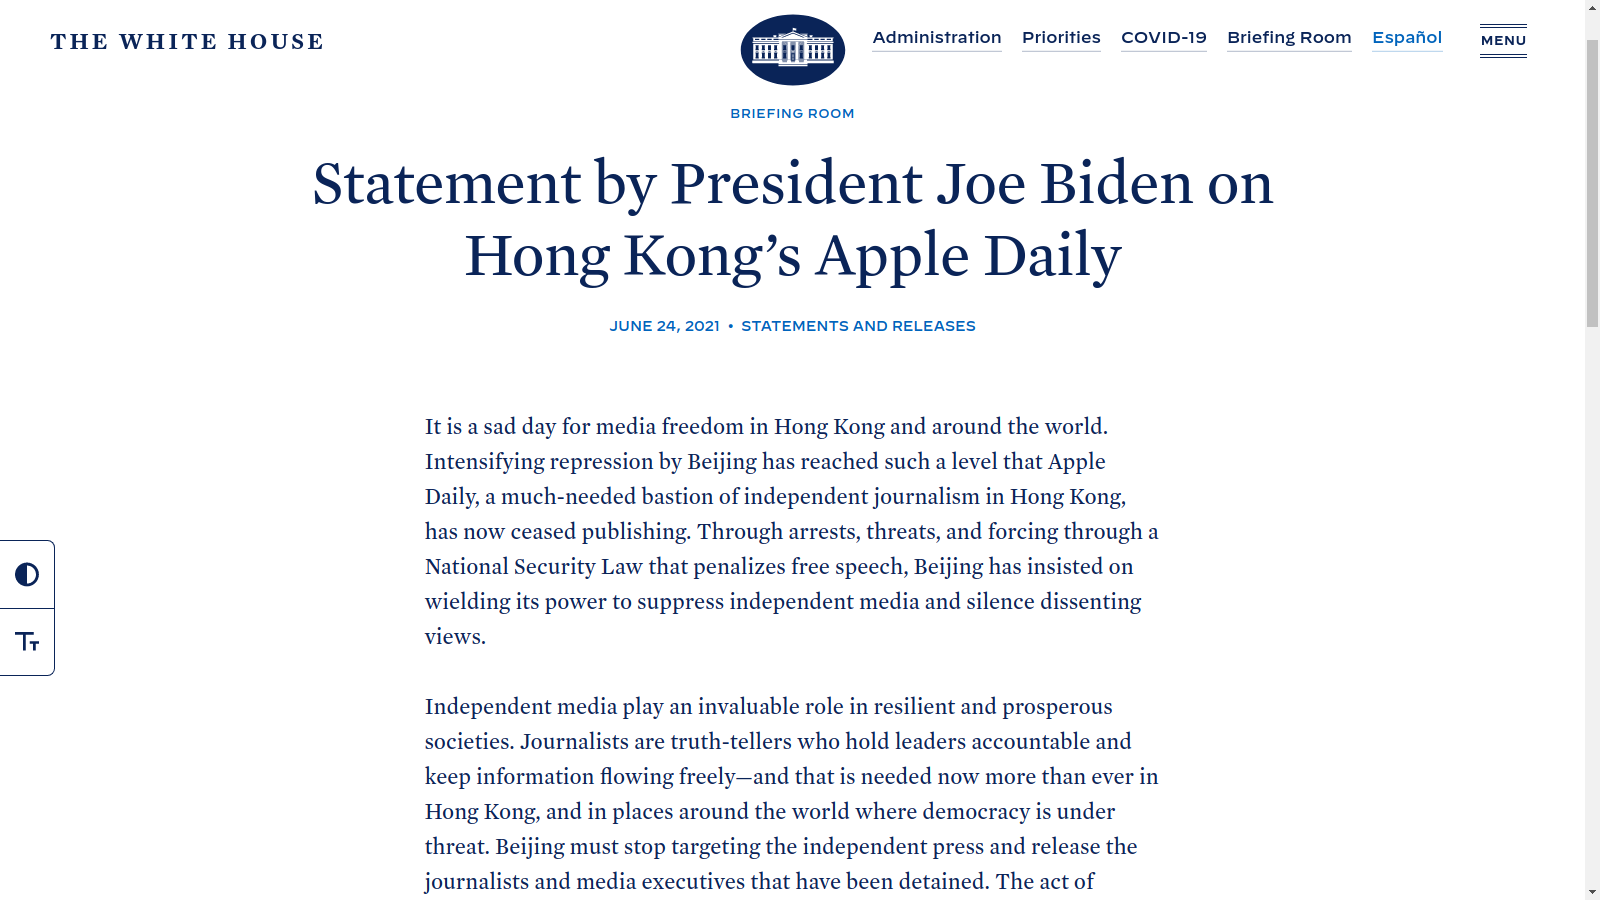 THE WHITE HOUSE
Administration
Priorities
COVID-19
Briefing Room
Español
MENU
BRIEFING ROOM
Statement by President Joe Biden on
Hong Kong’s Apple Daily
JUNE 24, 2021 • STATEMENTS AND RELEASES
It is a sad day for media freedom in Hong Kong and around the world.
Intensifying repression by Beijing has reached such a level that Apple
Daily, a much-needed bastion of independent journalism in Hong Kong,
has now ceased publishing. Through arrests, threats, and forcing through a
National Security Law that penalizes free speech, Beijing has insisted on
wielding its power to suppress independent media and silence dissenting
views.
Independent media play an invaluable role in resilient and prosperous
societies. Journalists are truth-tellers who hold leaders accountable and
keep information flowing freely—and that is needed now more than ever in
Hong Kong, and in places around the world where democracy is under
threat. Beijing must stop targeting the independent press and release the
journalists and media executives that have been detained. The act of
Tт